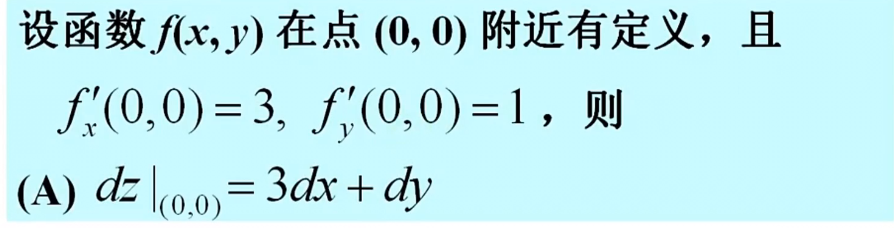 设函数 f(x, y) 在点 (0, 0) 附近有定义，且
f′ₓ(0,0) = 3, f′ᵧ(0,0) = 1，则
(A) dz |₍₀,₀₎ = 3dx + dy